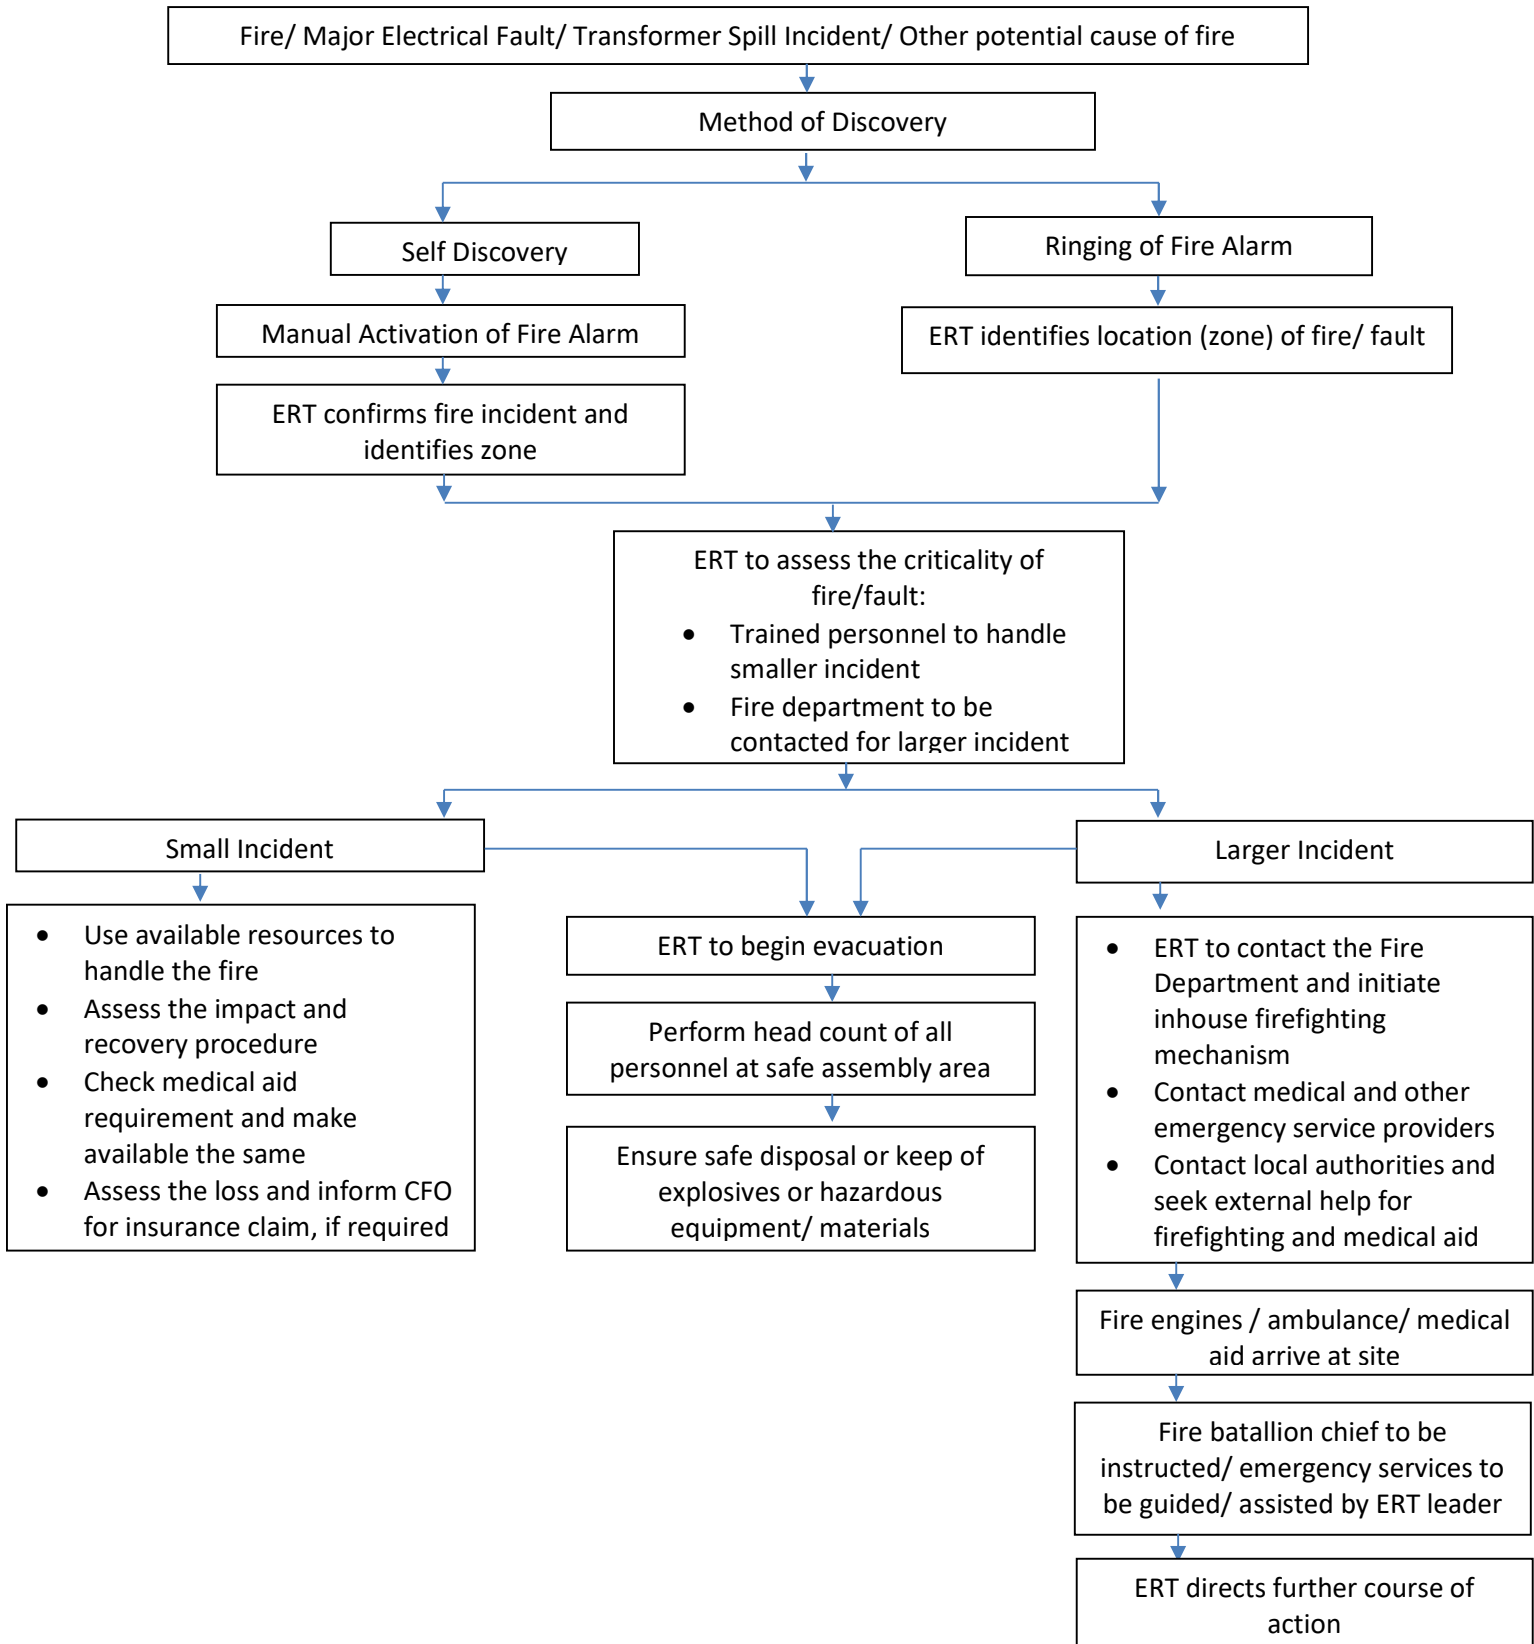 Fire/ Major Electrical Fault/ Transformer Spill Incident/ Other potential cause of fire
Method of Discovery
Self Discovery
Ringing of Fire Alarm
Manual Activation of Fire Alarm
ERT identifies location (zone) of fire/ fault
ERT confirms fire incident and
identifies zone
ERT to assess the criticality of
fire/fault:
• Trained personnel to handle
smaller incident
• Fire department to be
contacted for larger incident
Small Incident
Larger Incident
• Use available resources to
handle the fire
• Assess the impact and
recovery procedure
• Check medical aid
requirement and make
available the same
• Assess the loss and inform CFO
for insurance claim, if required
ERT to begin evacuation
Perform head count of all
personnel at safe assembly area
Ensure safe disposal or keep of
explosives or hazardous
equipment/ materials
• ERT to contact the Fire
Department and initiate
inhouse firefighting
mechanism
• Contact medical and other
emergency service providers
• Contact local authorities and
seek external help for
firefighting and medical aid
Fire engines / ambulance/ medical
aid arrive at site
Fire batallion chief to be
instructed/ emergency services to
be guided/ assisted by ERT leader
ERT directs further course of
action